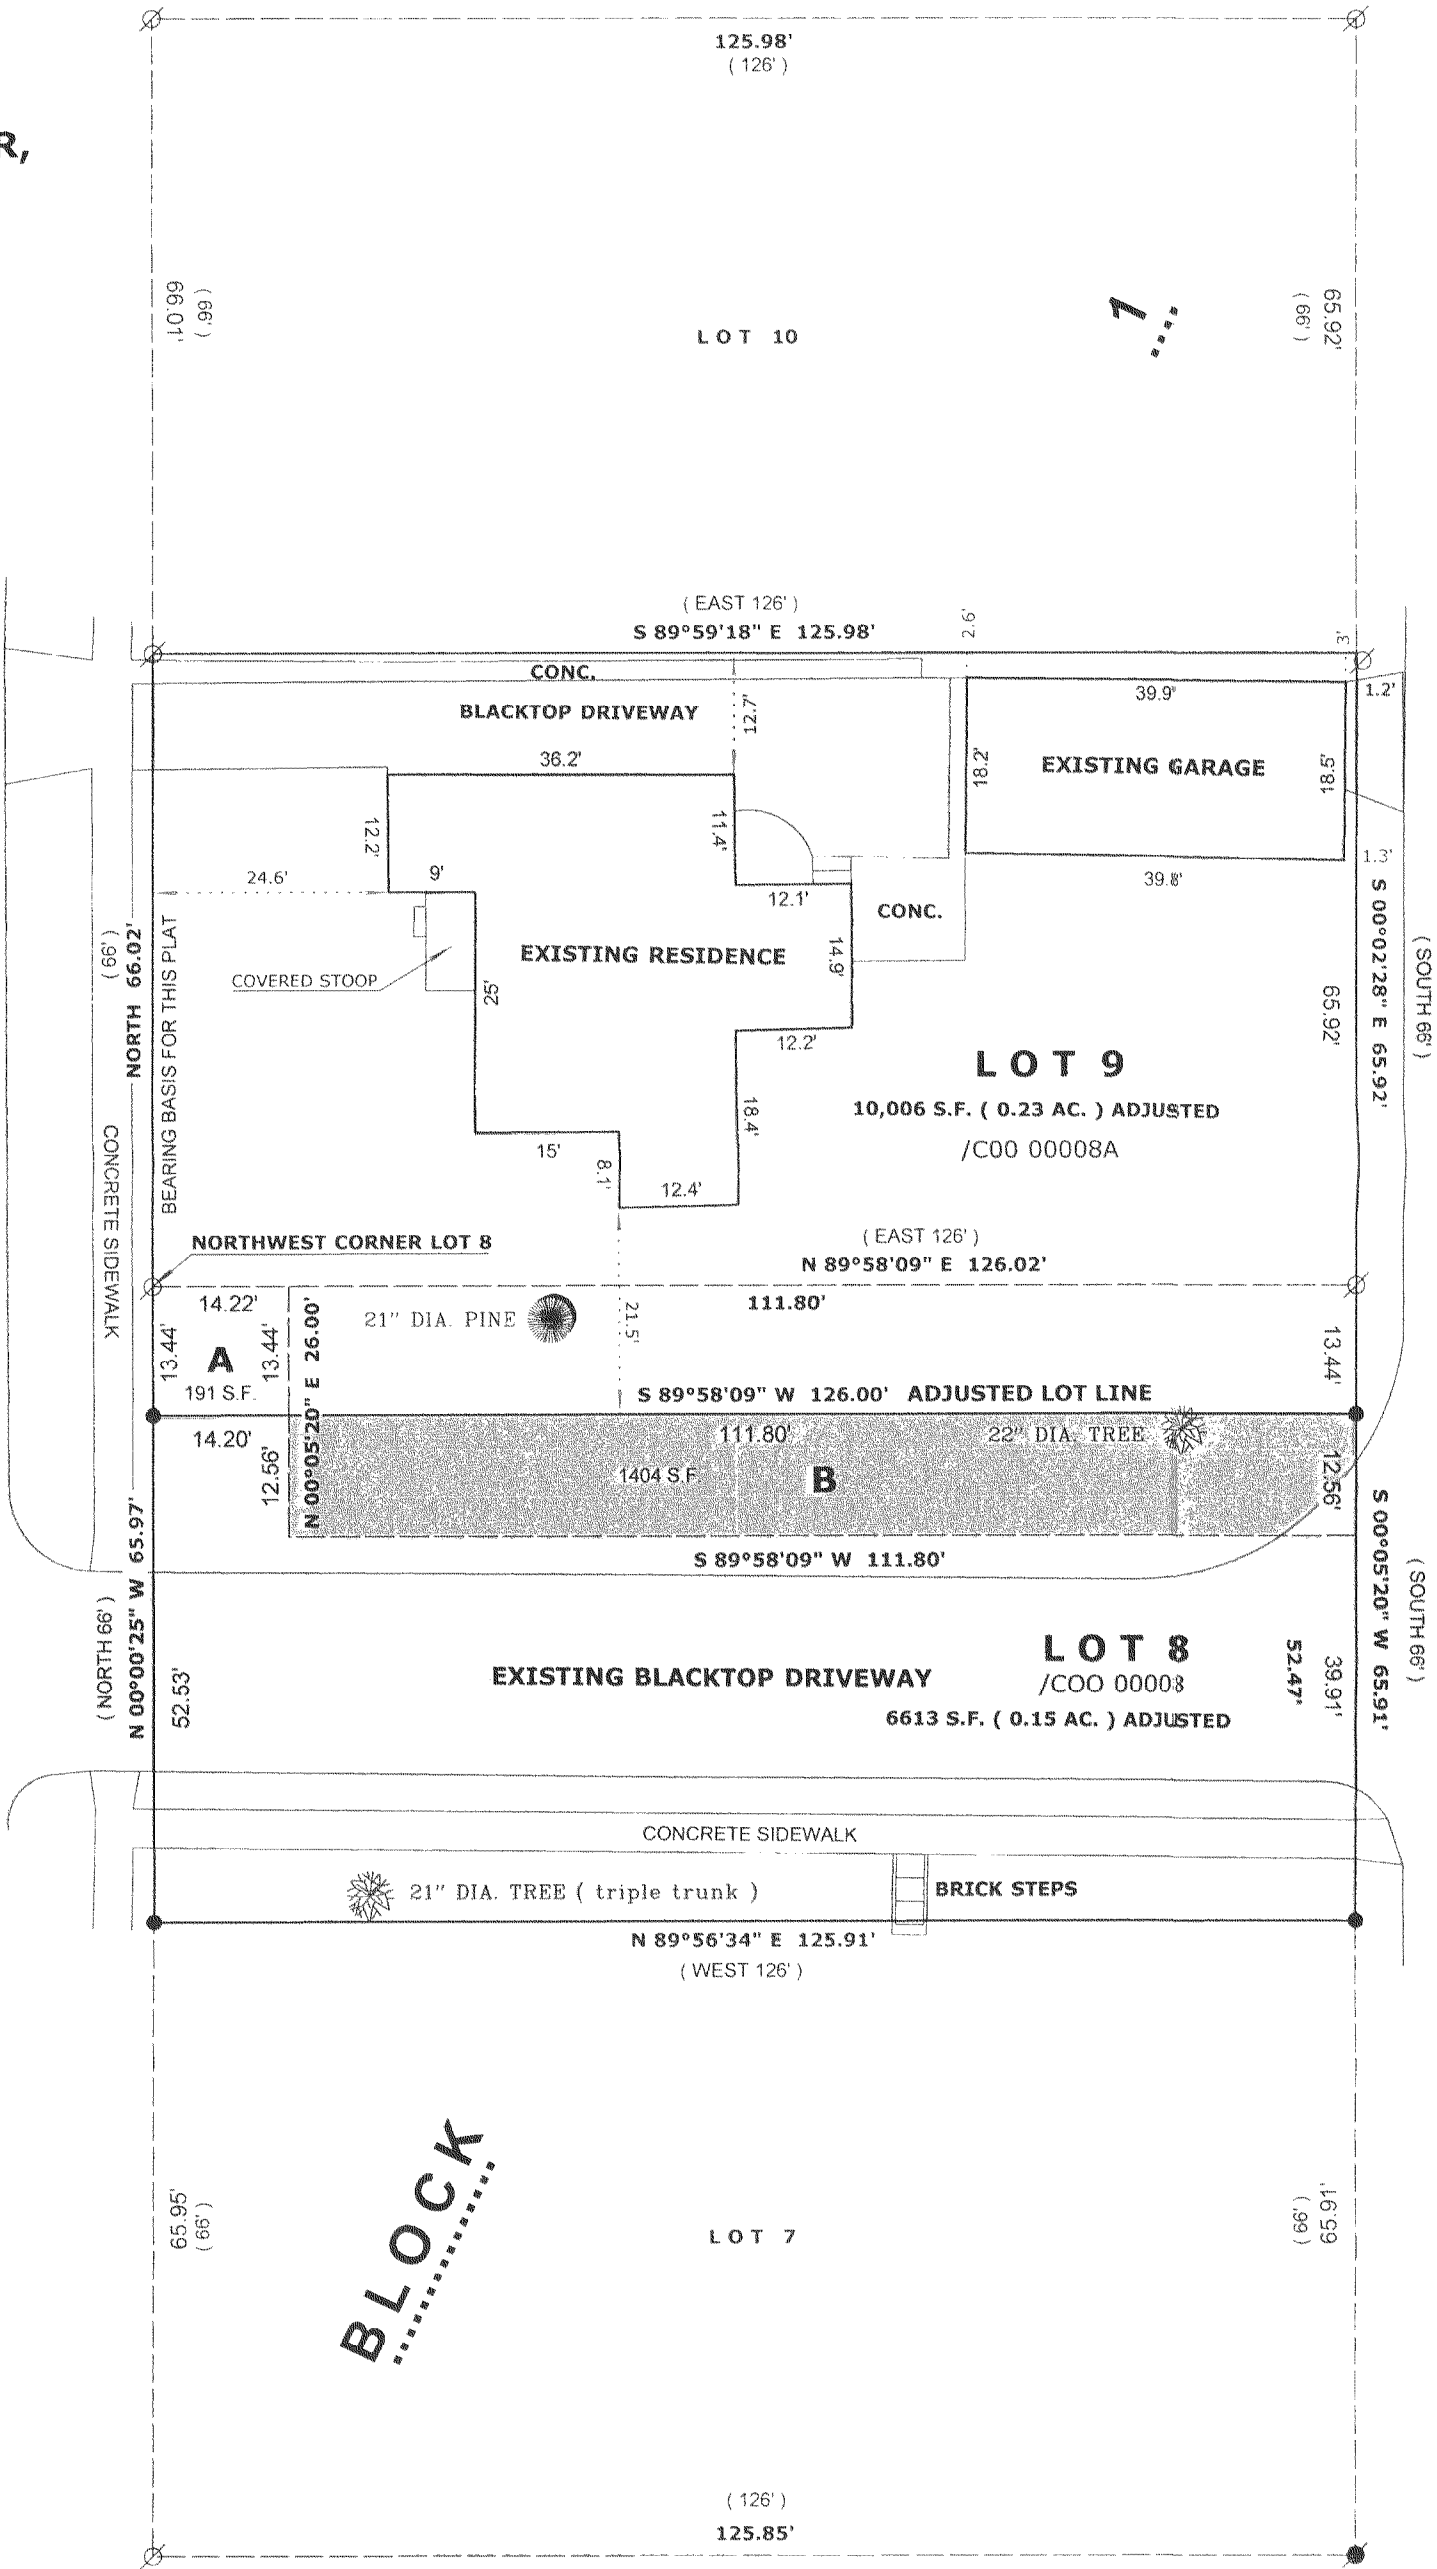 125.98'
( 126' )
R,
66.01'
( 66' )
LOT 10
1
65.92'
( 66' )
( EAST 126' )
S 89°59'18" E 125.98'
2.6'
3'
CONC.
BLACKTOP DRIVEWAY
12.7'
39.9'
1.2'
36.2'
18.2'
EXISTING GARAGE
18.5'
12.2'
11.4'
9'
1.3'
24.6'
39.8'
12.1'
CONC.
EXISTING RESIDENCE
14.9'
COVERED STOOP
25'
12.2'
NORTH 66.02'
( 66' )
BEARING BASIS FOR THIS PLAT
CONCRETE SIDEWALK
65.92'
S 00°02'28" E 65.92'
( SOUTH 66' )
LOT 9
10,006 S.F. ( 0.23 AC. ) ADJUSTED
/C00 00008A
18.4'
15'
8.1'
12.4'
NORTHWEST CORNER LOT 8
( EAST 126' )
N 89°58'09" E 126.02'
14.22'
111.80'
21" DIA. PINE
21.5'
13.44'
A
13.44'
N 00°05'20" E 26.00'
13.44'
191 S.F.
S 89°58'09" W 126.00' ADJUSTED LOT LINE
14.20'
111.80'
22" DIA. TREE
12.56'
1404 S.F.
B
12.56'
S 89°58'09" W 111.80'
N 00°00'25" W 65.97'
( NORTH 66' )
52.53'
EXISTING BLACKTOP DRIVEWAY
LOT 8
/COO 00008
6613 S.F. ( 0.15 AC. ) ADJUSTED
52.47'
39.91'
S 00°05'20" W 65.91'
( SOUTH 66' )
CONCRETE SIDEWALK
21" DIA. TREE ( triple trunk )
BRICK STEPS
N 89°56'34" E 125.91'
( WEST 126' )
65.95'
( 66' )
BLOCK
LOT 7
65.91'
( 66' )
( 126' )
125.85'